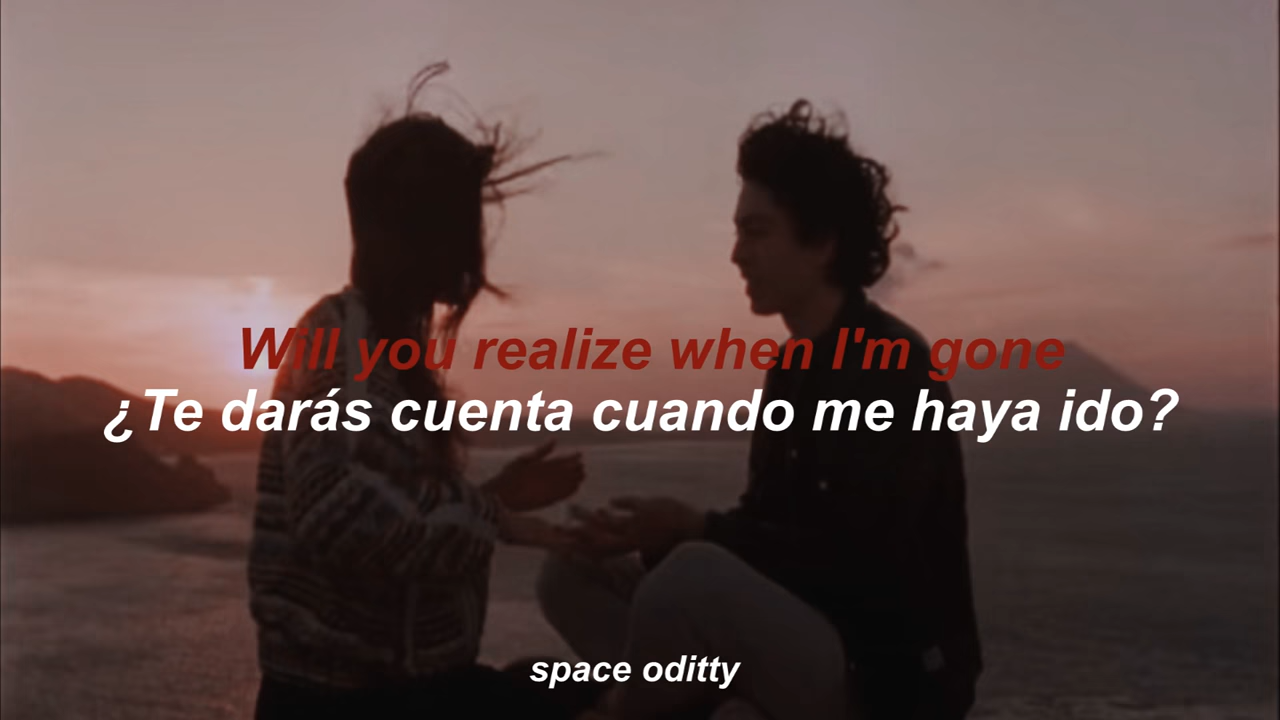 Will you realize when I'm gone
¿Te darás cuenta cuando me haya ido?
space oditty